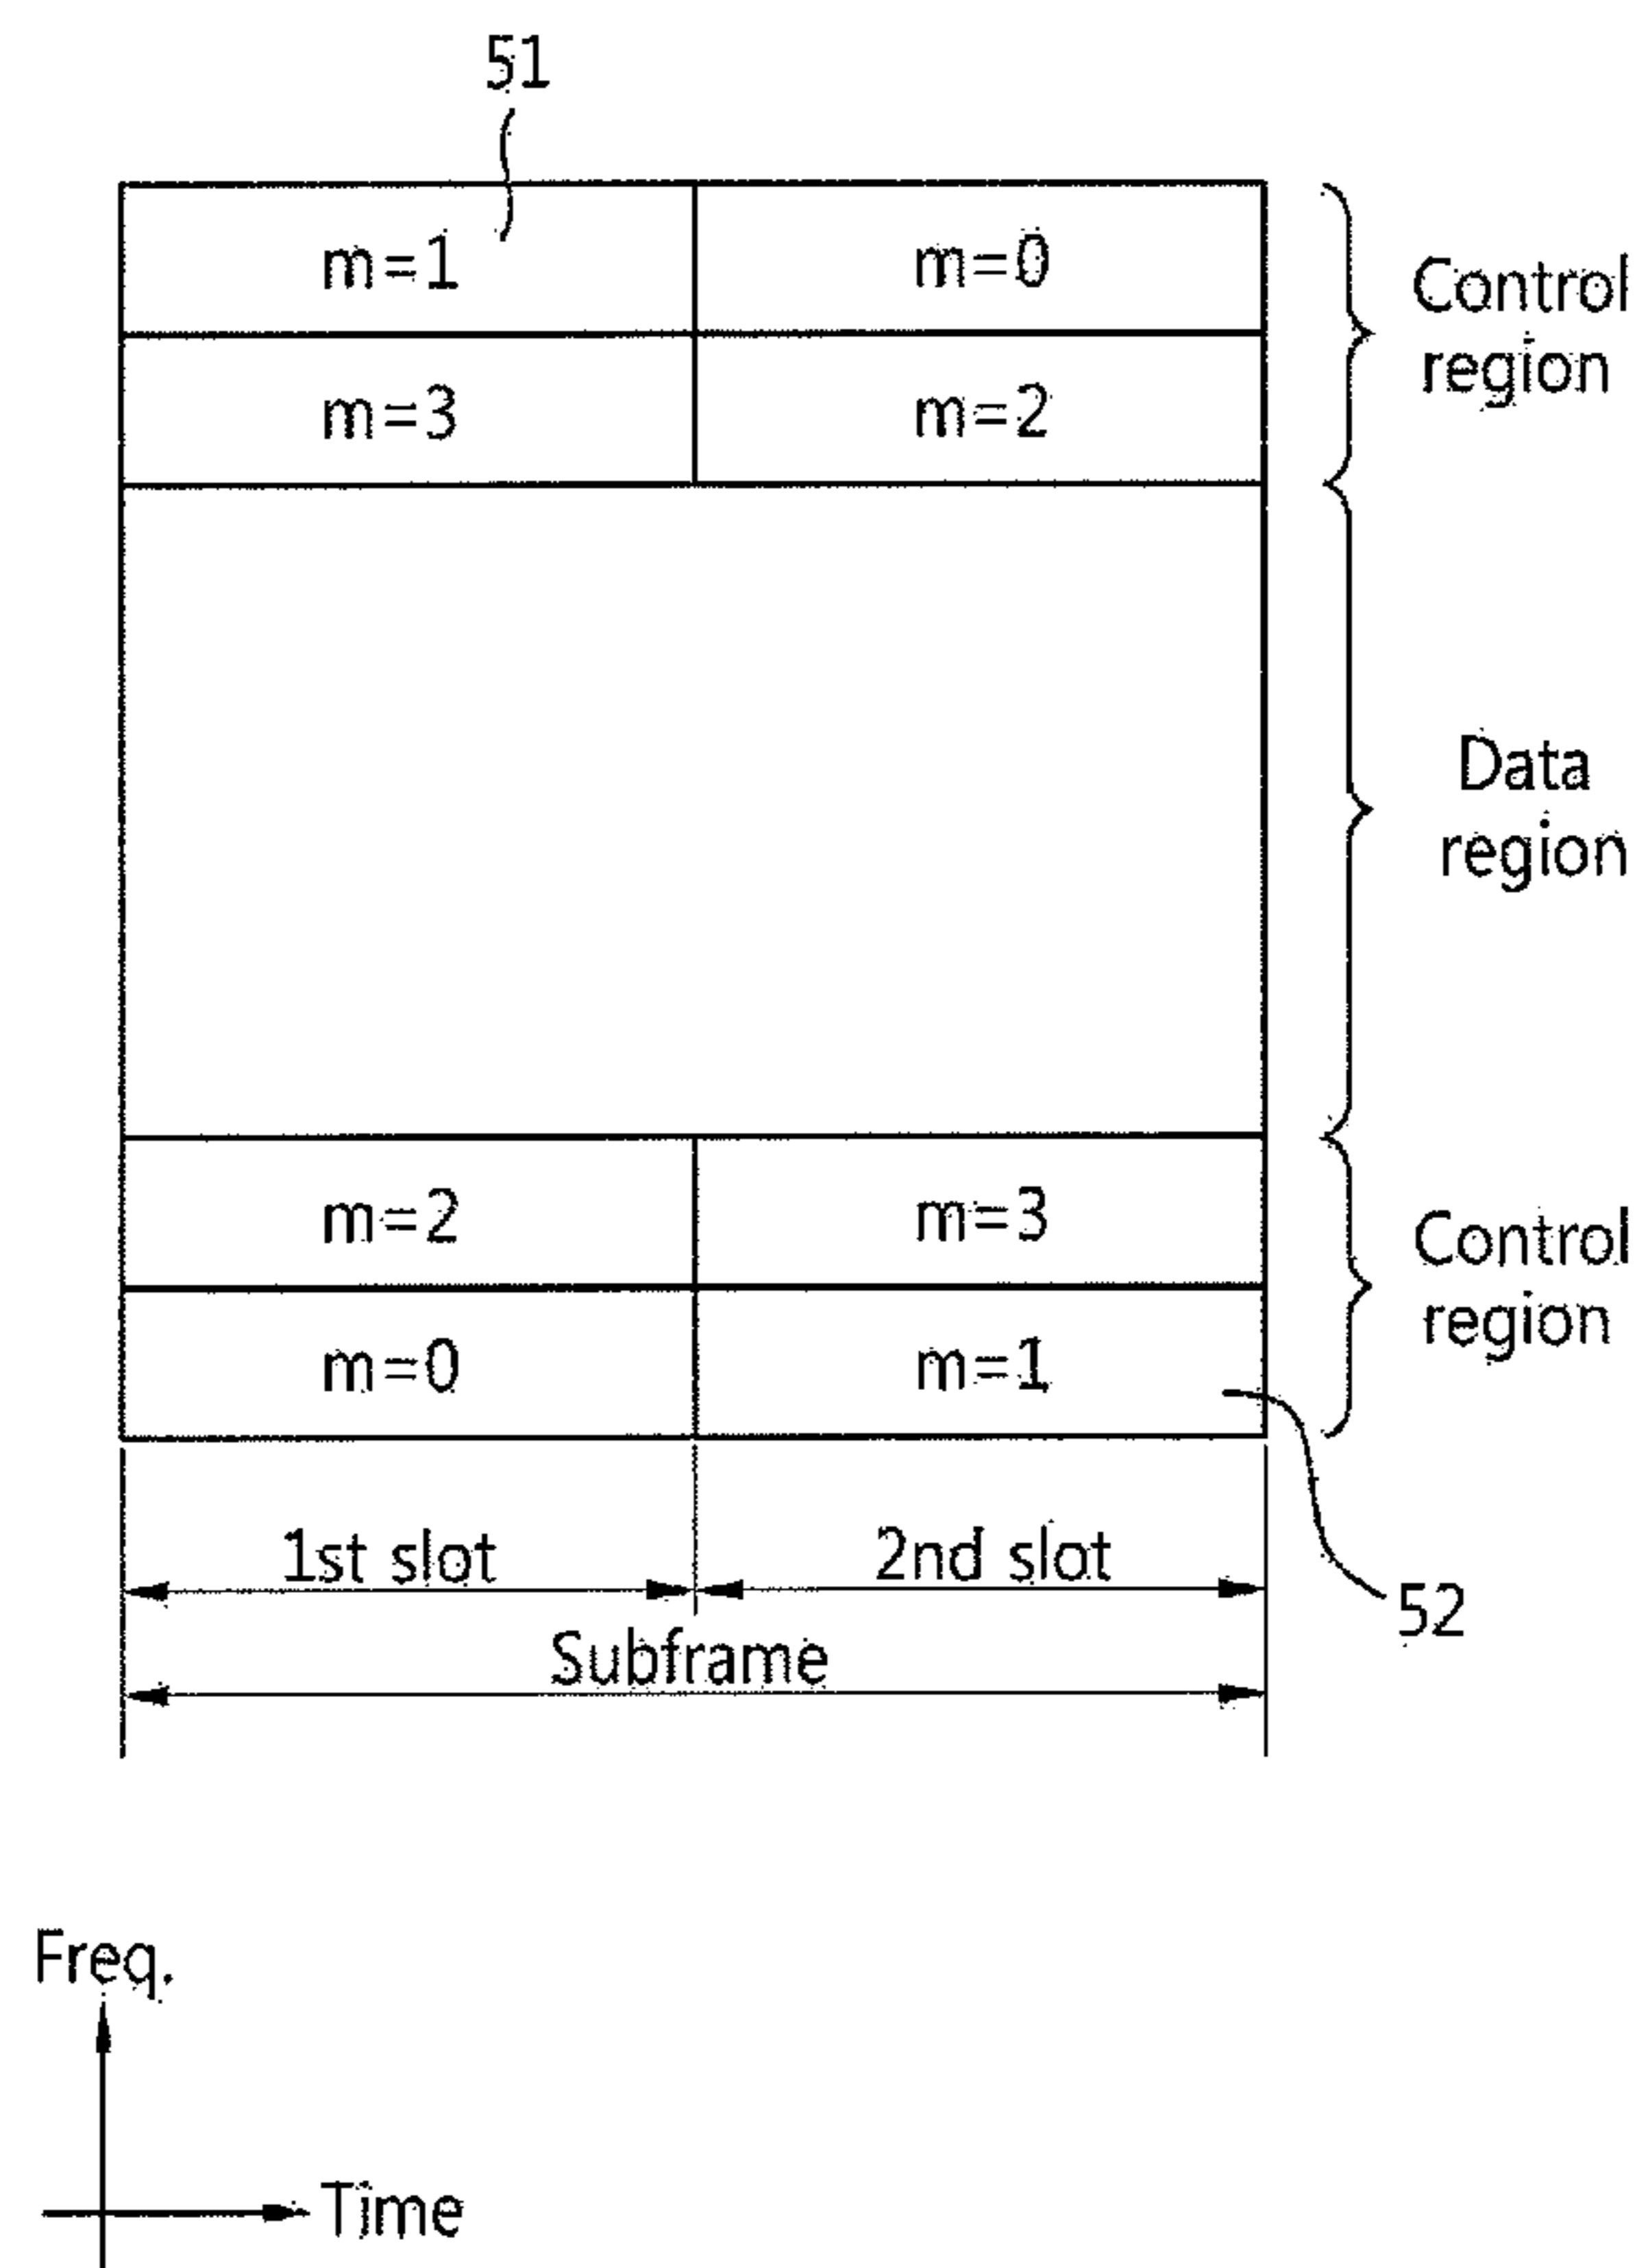 51
m=1 m=0
Control
region
m=3 m=2
Data
region
m=2 m=3
Control
region
m=0 m=1
1st slot 2nd slot
52
Subframe
Freq.
Time